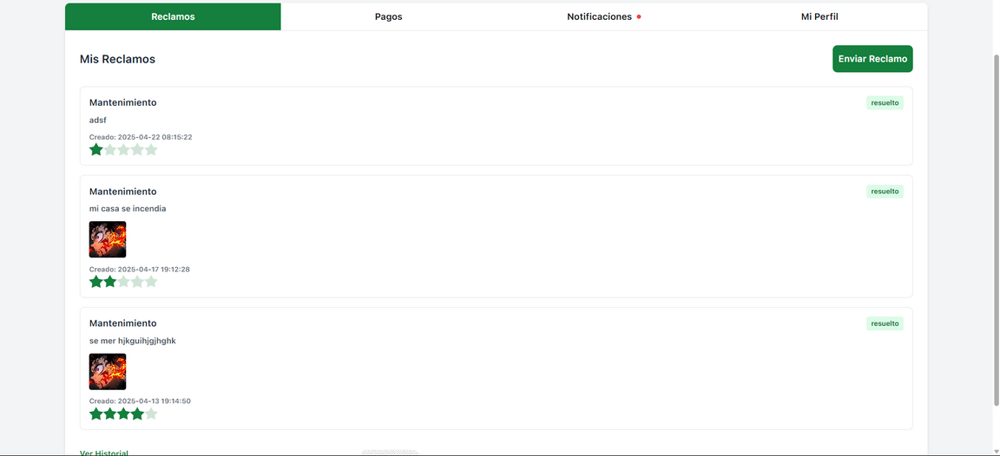 Reclamos
Pagos
Notificaciones
Mi Perfil
Mis Reclamos
Enviar Reclamo
Mantenimiento
resuelto
adsf
Creado: 2025-04-22 08:15:22
Mantenimiento
resuelto
mi casa se incendia
Creado: 2025-04-17 19:12:28
Mantenimiento
resuelto
se mer hjkguihjgjhghk
Creado: 2025-04-13 19:14:50
Ver Historial